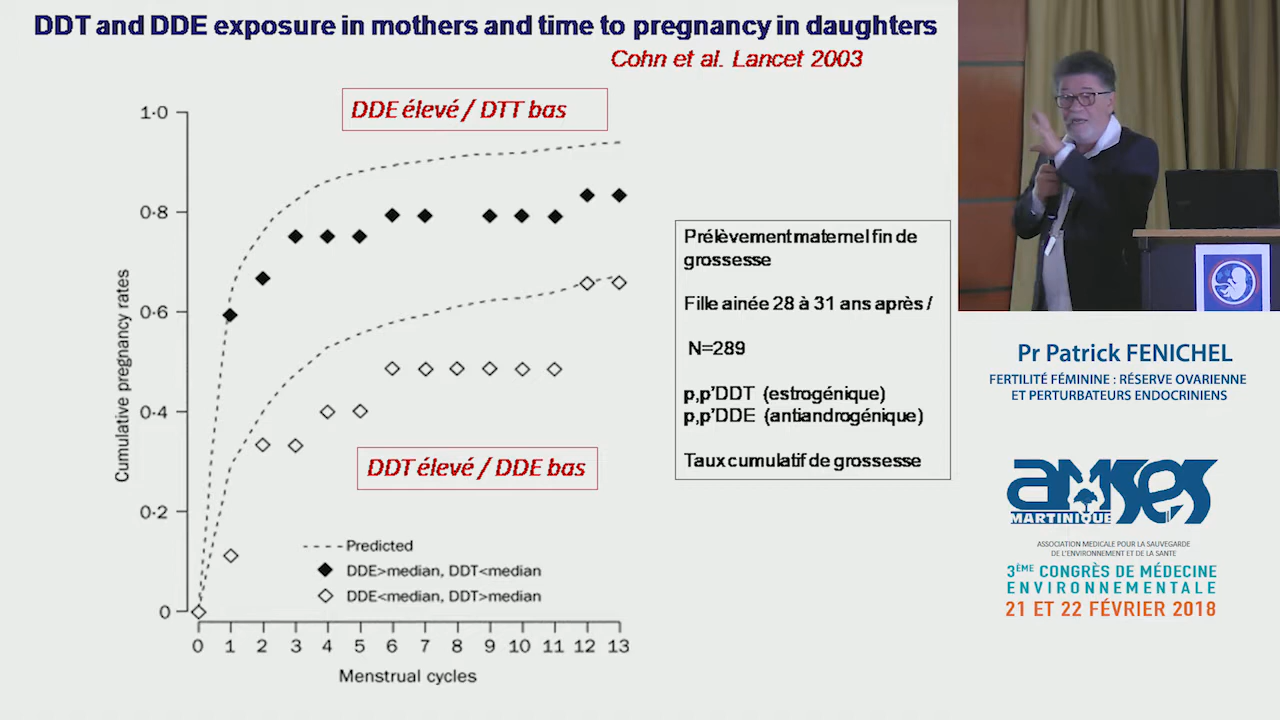 DDT and DDE exposure in mothers and time to pregnancy in daughters
Cohn et al. Lancet 2003
DDE élevé / DTT bas
1·0
0·8
0·6
0·4
0·2
0
Cumulative pregnancy rates
DDT élevé / DDE bas
Predicted
DDE>median, DDT<median
DDE<median, DDT>median
0 1 2 3 4 5 6 7 8 9 10 11 12 13
Menstrual cycles
Prélèvement maternel fin de
grossesse
Fille ainée 28 à 31 ans après /
N=289
p,p'DDT (estrogénique)
p,p'DDE (antiandrogénique)
Taux cumulatif de grossesse
Pr Patrick FENICHEL
FERTILITÉ FÉMININE : RÉSERVE OVARIENNE
ET PERTURBATEURS ENDOCRINIENS
AMSES
MARTINIQUE
ASSOCIATION MEDICALE POUR LA SAUVEGARDE
DE L'ENVIRONNEMENT ET DE LA SANTE
3ÈME CONGRÈS DE MÉDECINE
ENVIRONNEMENTALE
21 ET 22 FÉVRIER 2018